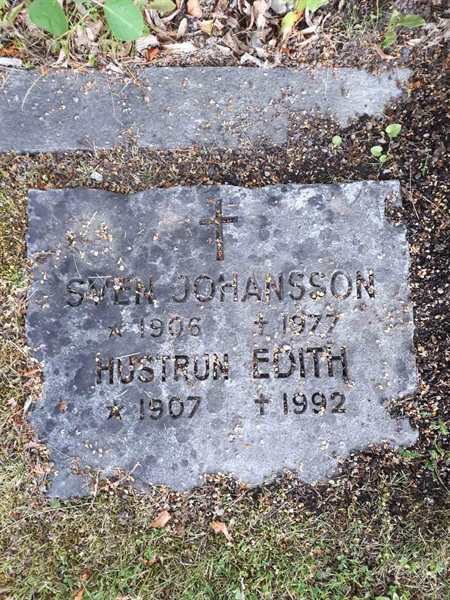 SVEN JOHANSSON
★ 1906 † 1977
HUSTRUN EDITH
★ 1907 † 1992